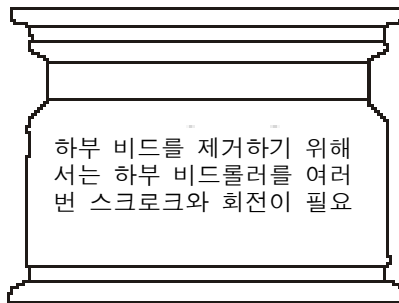 하부 비드를 제거하기 위해
서는 하부 비드롤러를 여러
번 스크로크와 회전이 필요